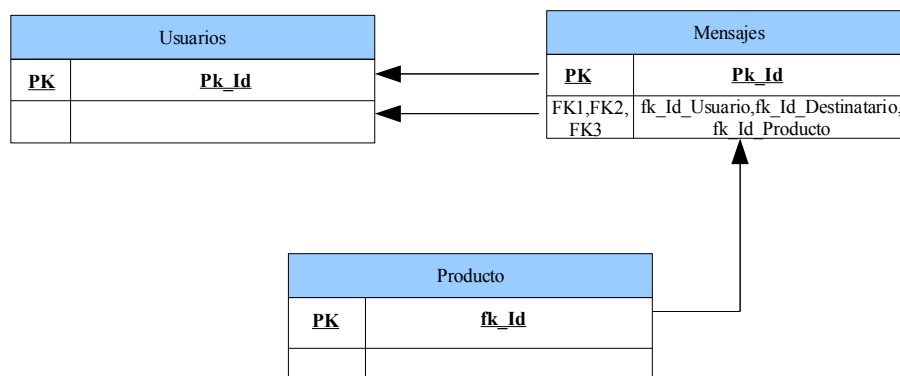 Usuarios
PK
Pk_Id
Mensajes
PK
Pk_Id
FK1,FK2,
FK3
fk_Id_Usuario,fk_Id_Destinatario,
fk_Id_Producto
Producto
PK
fk_Id